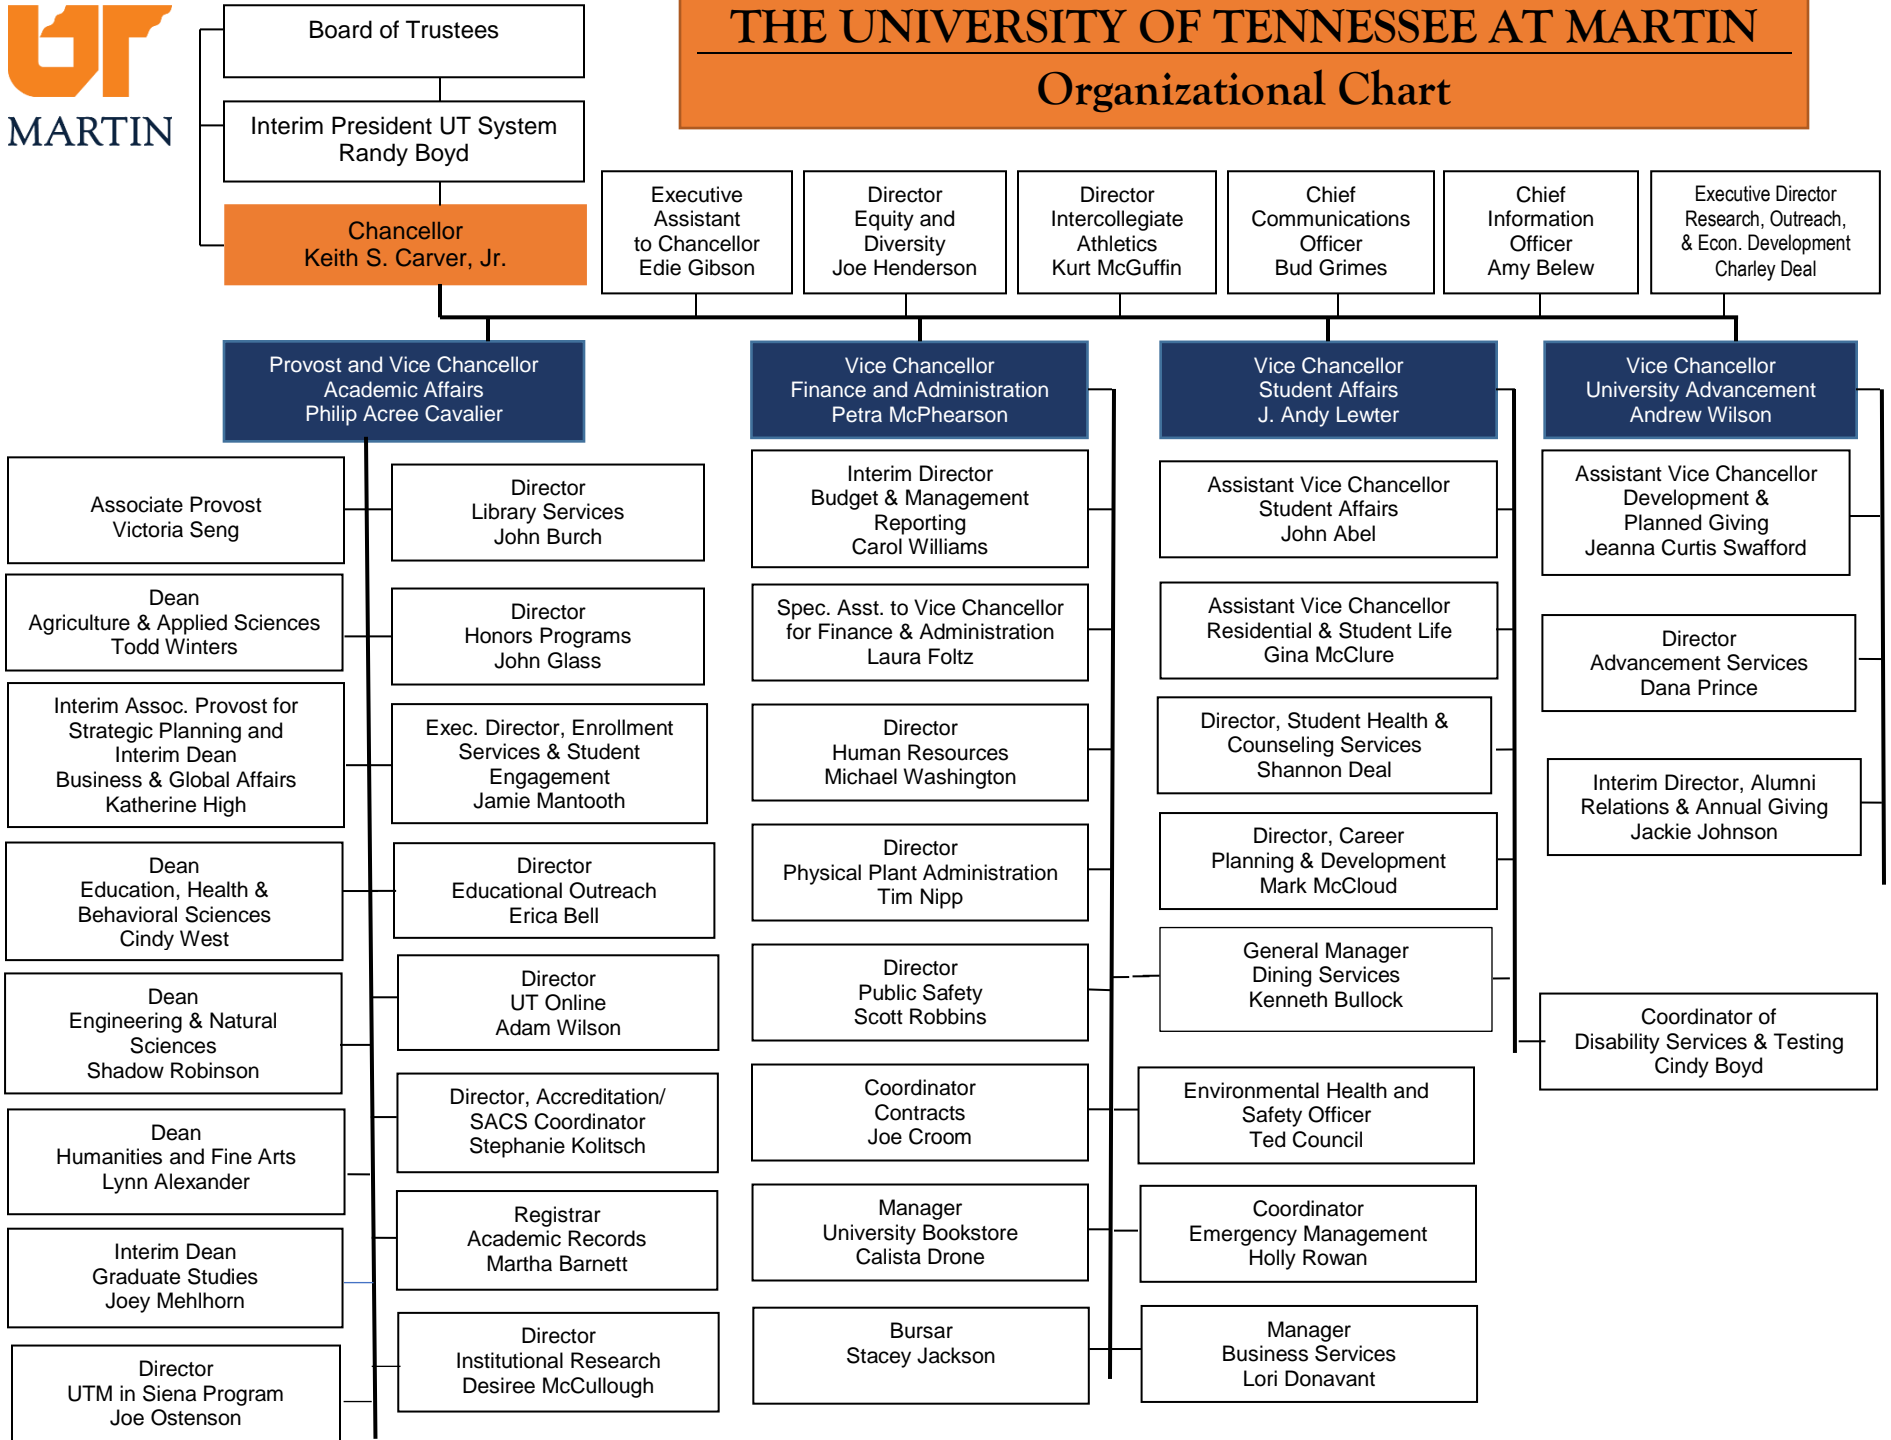 UT
MARTIN
THE UNIVERSITY OF TENNESSEE AT MARTIN
Organizational Chart
Board of Trustees
Interim President UT System
Randy Boyd
Chancellor
Keith S. Carver, Jr.
Executive
Assistant
to Chancellor
Edie Gibson
Director
Equity and
Diversity
Joe Henderson
Director
Intercollegiate
Athletics
Kurt McGuffin
Chief
Communications
Officer
Bud Grimes
Chief
Information
Officer
Amy Belew
Executive Director
Research, Outreach,
& Econ. Development
Charley Deal
Provost and Vice Chancellor
Academic Affairs
Philip Acree Cavalier
Associate Provost
Victoria Seng
Dean
Agriculture & Applied Sciences
Todd Winters
Interim Assoc. Provost for
Strategic Planning and
Interim Dean
Business & Global Affairs
Katherine High
Dean
Education, Health &
Behavioral Sciences
Cindy West
Dean
Engineering & Natural
Sciences
Shadow Robinson
Dean
Humanities and Fine Arts
Lynn Alexander
Interim Dean
Graduate Studies
Joey Mehlhorn
Director
UTM in Siena Program
Joe Ostenson
Director
Library Services
John Burch
Director
Honors Programs
John Glass
Exec. Director, Enrollment
Services & Student
Engagement
Jamie Mantooth
Director
Educational Outreach
Erica Bell
Director
UT Online
Adam Wilson
Director, Accreditation/
SACS Coordinator
Stephanie Kolitsch
Registrar
Academic Records
Martha Barnett
Director
Institutional Research
Desiree McCullough
Vice Chancellor
Finance and Administration
Petra McPhearson
Interim Director
Budget & Management
Reporting
Carol Williams
Spec. Asst. to Vice Chancellor
for Finance & Administration
Laura Foltz
Director
Human Resources
Michael Washington
Director
Physical Plant Administration
Tim Nipp
Director
Public Safety
Scott Robbins
Coordinator
Contracts
Joe Croom
Manager
University Bookstore
Calista Drone
Bursar
Stacey Jackson
Environmental Health and
Safety Officer
Ted Council
Coordinator
Emergency Management
Holly Rowan
Manager
Business Services
Lori Donavant
Vice Chancellor
Student Affairs
J. Andy Lewter
Assistant Vice Chancellor
Student Affairs
John Abel
Assistant Vice Chancellor
Residential & Student Life
Gina McClure
Director, Student Health &
Counseling Services
Shannon Deal
Director, Career
Planning & Development
Mark McCloud
General Manager
Dining Services
Kenneth Bullock
Coordinator of
Disability Services & Testing
Cindy Boyd
Vice Chancellor
University Advancement
Andrew Wilson
Assistant Vice Chancellor
Development &
Planned Giving
Jeanna Curtis Swafford
Director
Advancement Services
Dana Prince
Interim Director, Alumni
Relations & Annual Giving
Jackie Johnson